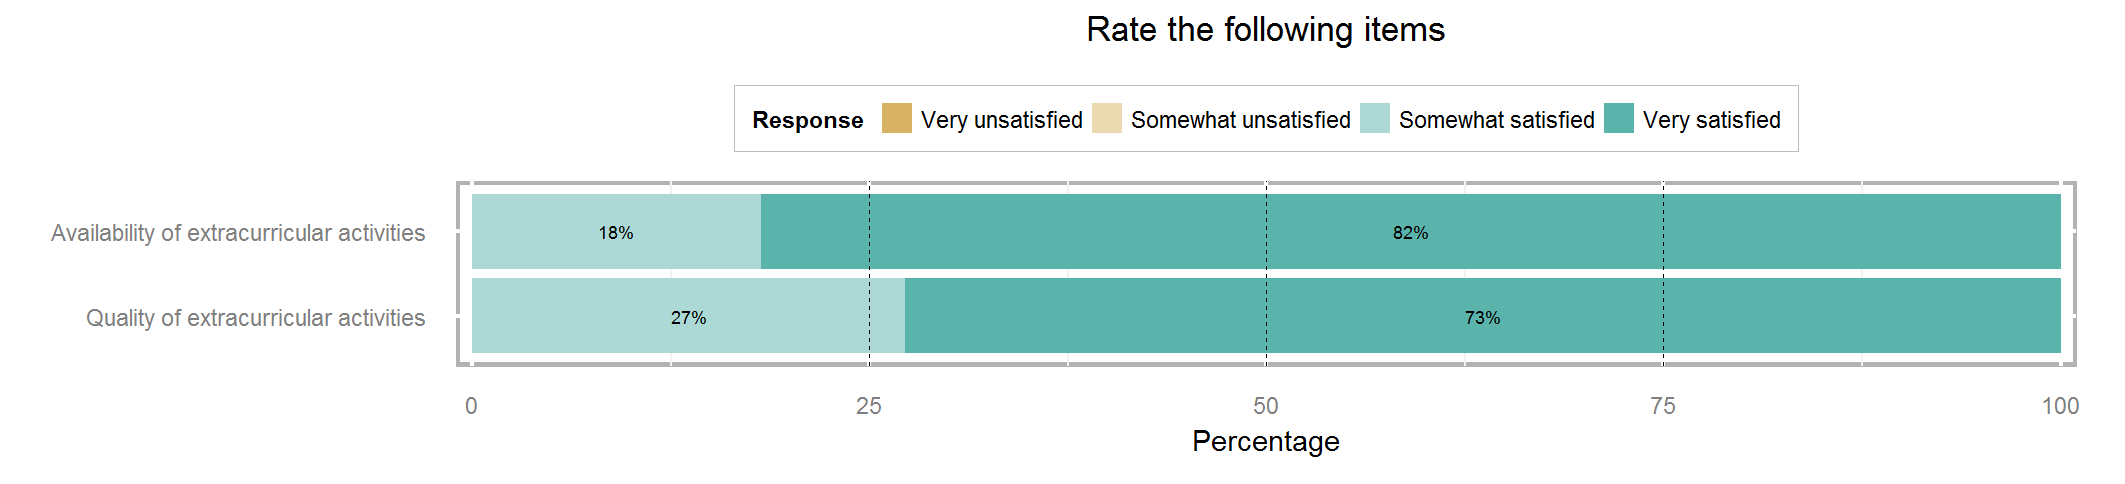 Rate the following items
Response Very unsatisfied Somewhat unsatisfied Somewhat satisfied Very satisfied
Availability of extracurricular activities 18% 82%
Quality of extracurricular activities 27% 73%
0 25 50 75 100
Percentage